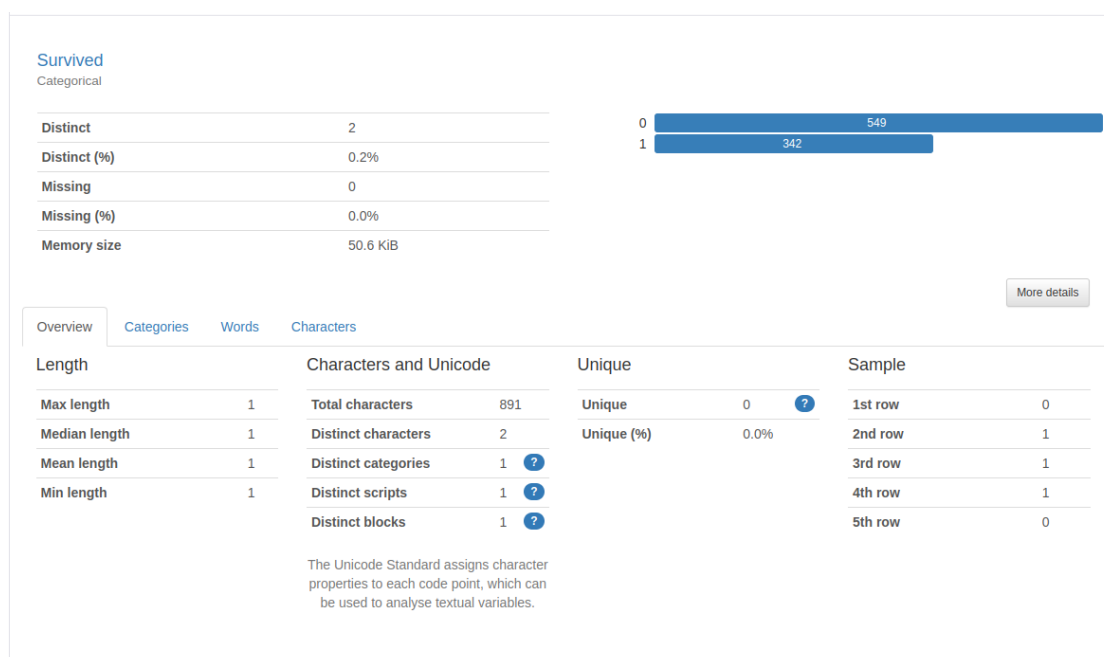 Survived
Categorical
Distinct 2
Distinct (%) 0.2%
Missing 0
Missing (%) 0.0%
Memory size 50.6 KiB
0 549
1 342
More details
Overview Categories Words Characters
Length
Max length 1
Median length 1
Mean length 1
Min length 1
Characters and Unicode
Total characters 891
Distinct characters 2
Distinct categories 1 ?
Distinct scripts 1 ?
Distinct blocks 1 ?
The Unicode Standard assigns character
properties to each code point, which can
be used to analyse textual variables.
Unique
Unique 0 ?
Unique (%) 0.0%
Sample
1st row 0
2nd row 1
3rd row 1
4th row 1
5th row 0